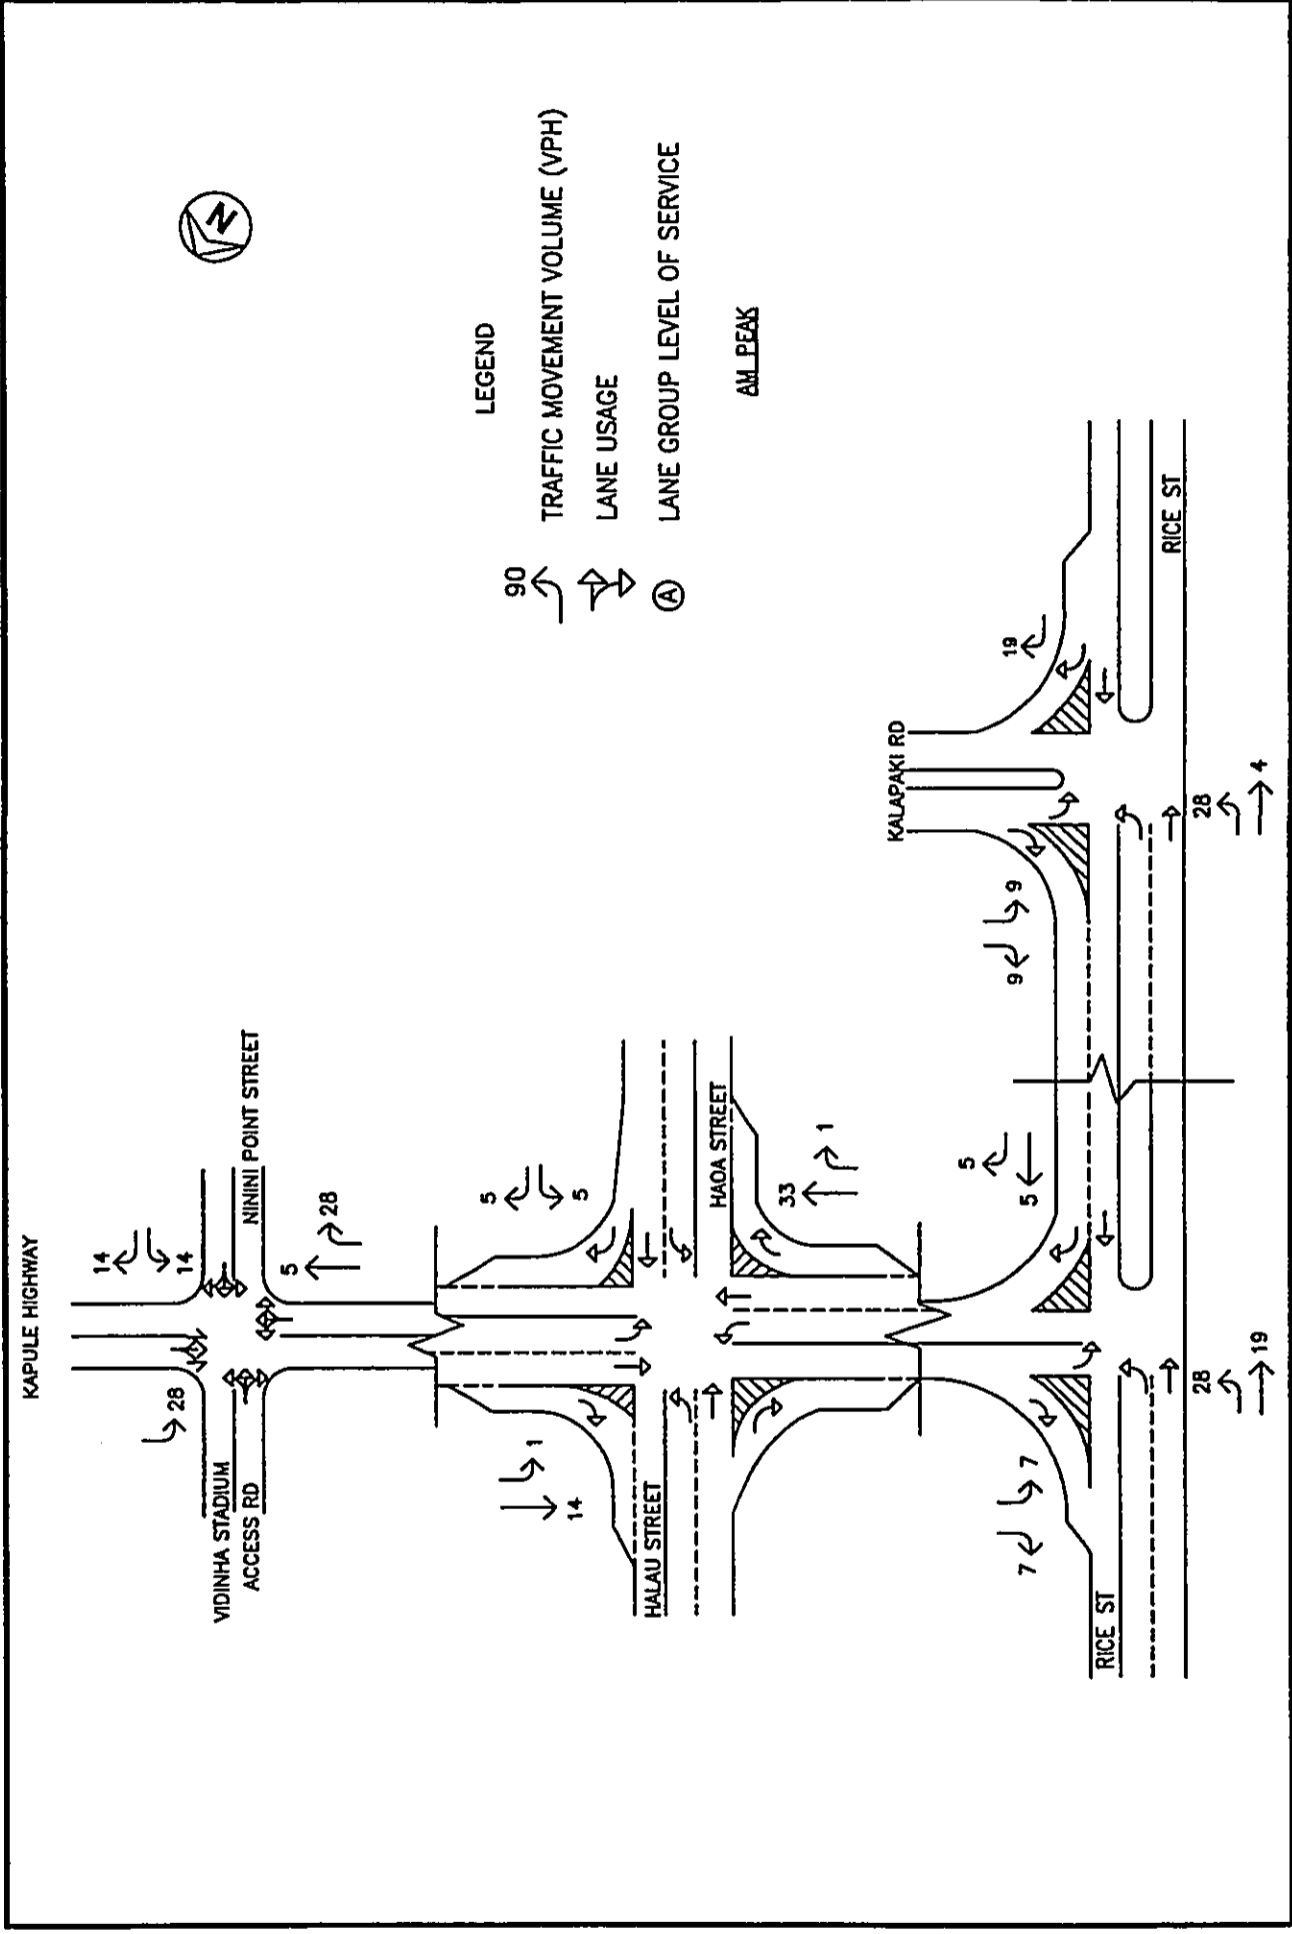 KAPULE HIGHWAY
N
LEGEND
90
TRAFFIC MOVEMENT VOLUME (VPH)
LANE USAGE
A
LANE GROUP LEVEL OF SERVICE
AM PEAK
14
14
28
NININI POINT STREET
5
28
VIDINHA STADIUM
ACCESS RD
5
5
1
14
HALAU STREET
HAOA STREET
33
1
KALAPAKI RD
19
9
9
28
4
RICE ST
5
5
7
7
28
19
RICE ST